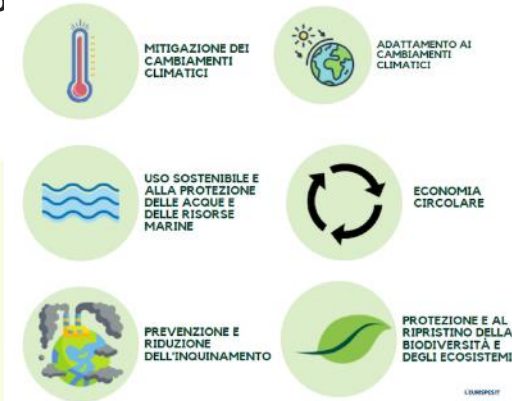 MITIGAZIONE DEI
CAMBIAMENTI
CLIMATICI
ADATTAMENTO AI
CAMBIAMENTI
CLIMATICI
USO SOSTENIBILE E
ALLA PROTEZIONE
DELLE ACQUE E
DELLE RISORSE
MARINE
ECONOMIA
CIRCOLARE
PREVENZIONE E
RIDUZIONE
DELL'INQUINAMENTO
PROTEZIONE E AL
RIPRISTINO DELLA
BIODIVERSITÀ E
DEGLI ECOSISTEMI